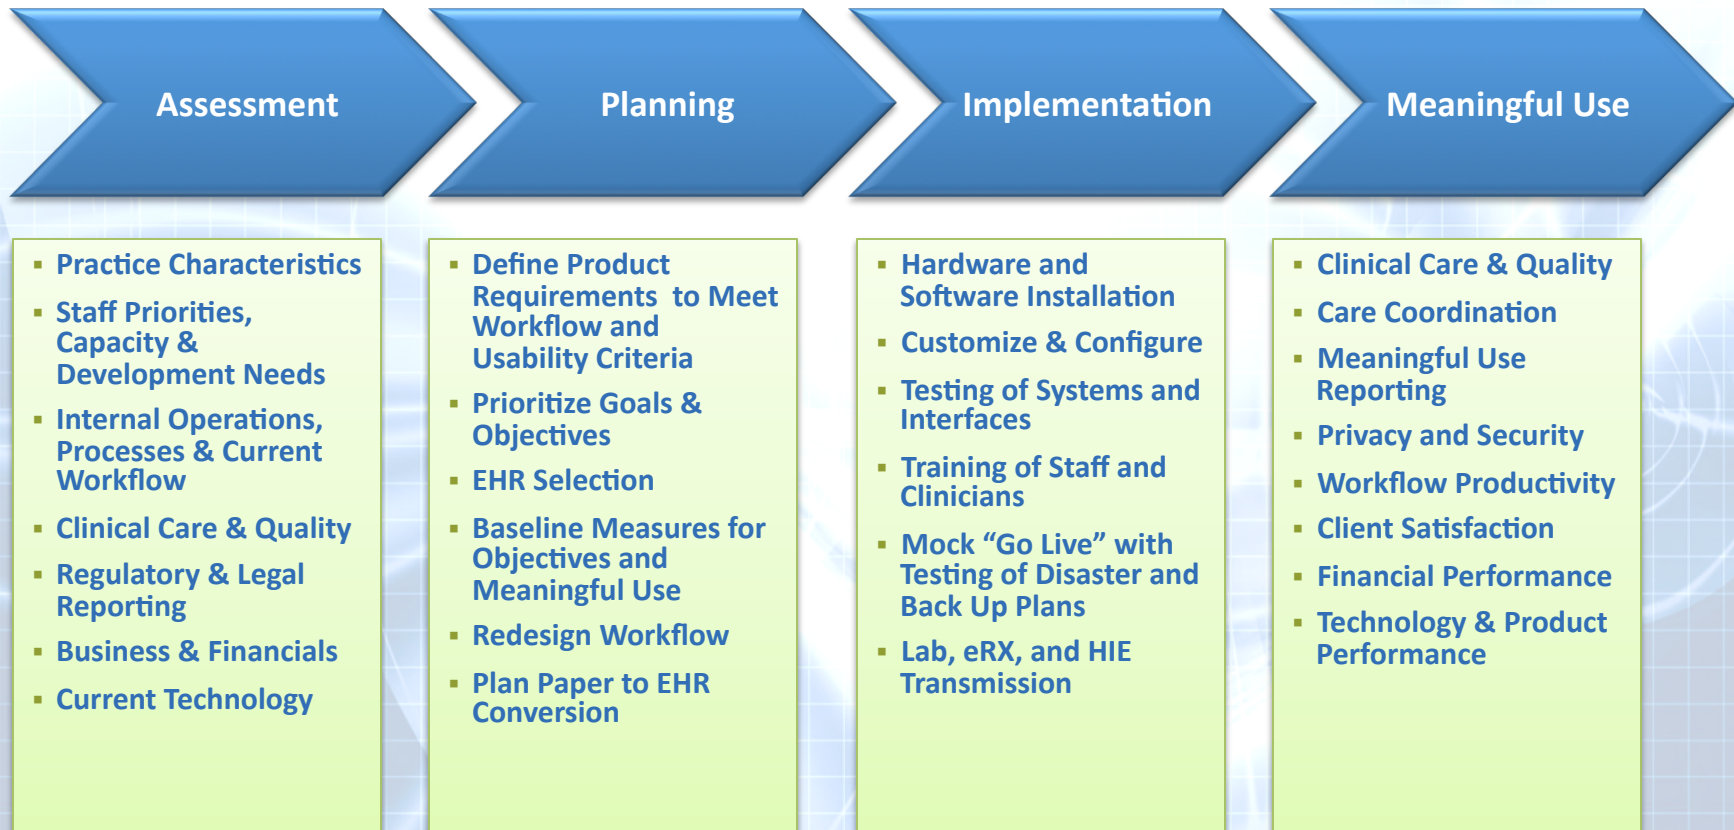 Assessment
Planning
Implementation
Meaningful Use
Practice Characteristics
Staff Priorities,
Capacity &
Development Needs
Internal Operations,
Processes & Current
Workflow
Clinical Care & Quality
Regulatory & Legal
Reporting
Business & Financials
Current Technology
Define Product
Requirements to Meet
Workflow and
Usability Criteria
Prioritize Goals &
Objectives
EHR Selection
Baseline Measures for
Objectives and
Meaningful Use
Redesign Workflow
Plan Paper to EHR
Conversion
Hardware and
Software Installation
Customize & Configure
Testing of Systems and
Interfaces
Training of Staff and
Clinicians
Mock “Go Live” with
Testing of Disaster and
Back Up Plans
Lab, eRX, and HIE
Transmission
Clinical Care & Quality
Care Coordination
Meaningful Use
Reporting
Privacy and Security
Workflow Productivity
Client Satisfaction
Financial Performance
Technology & Product
Performance